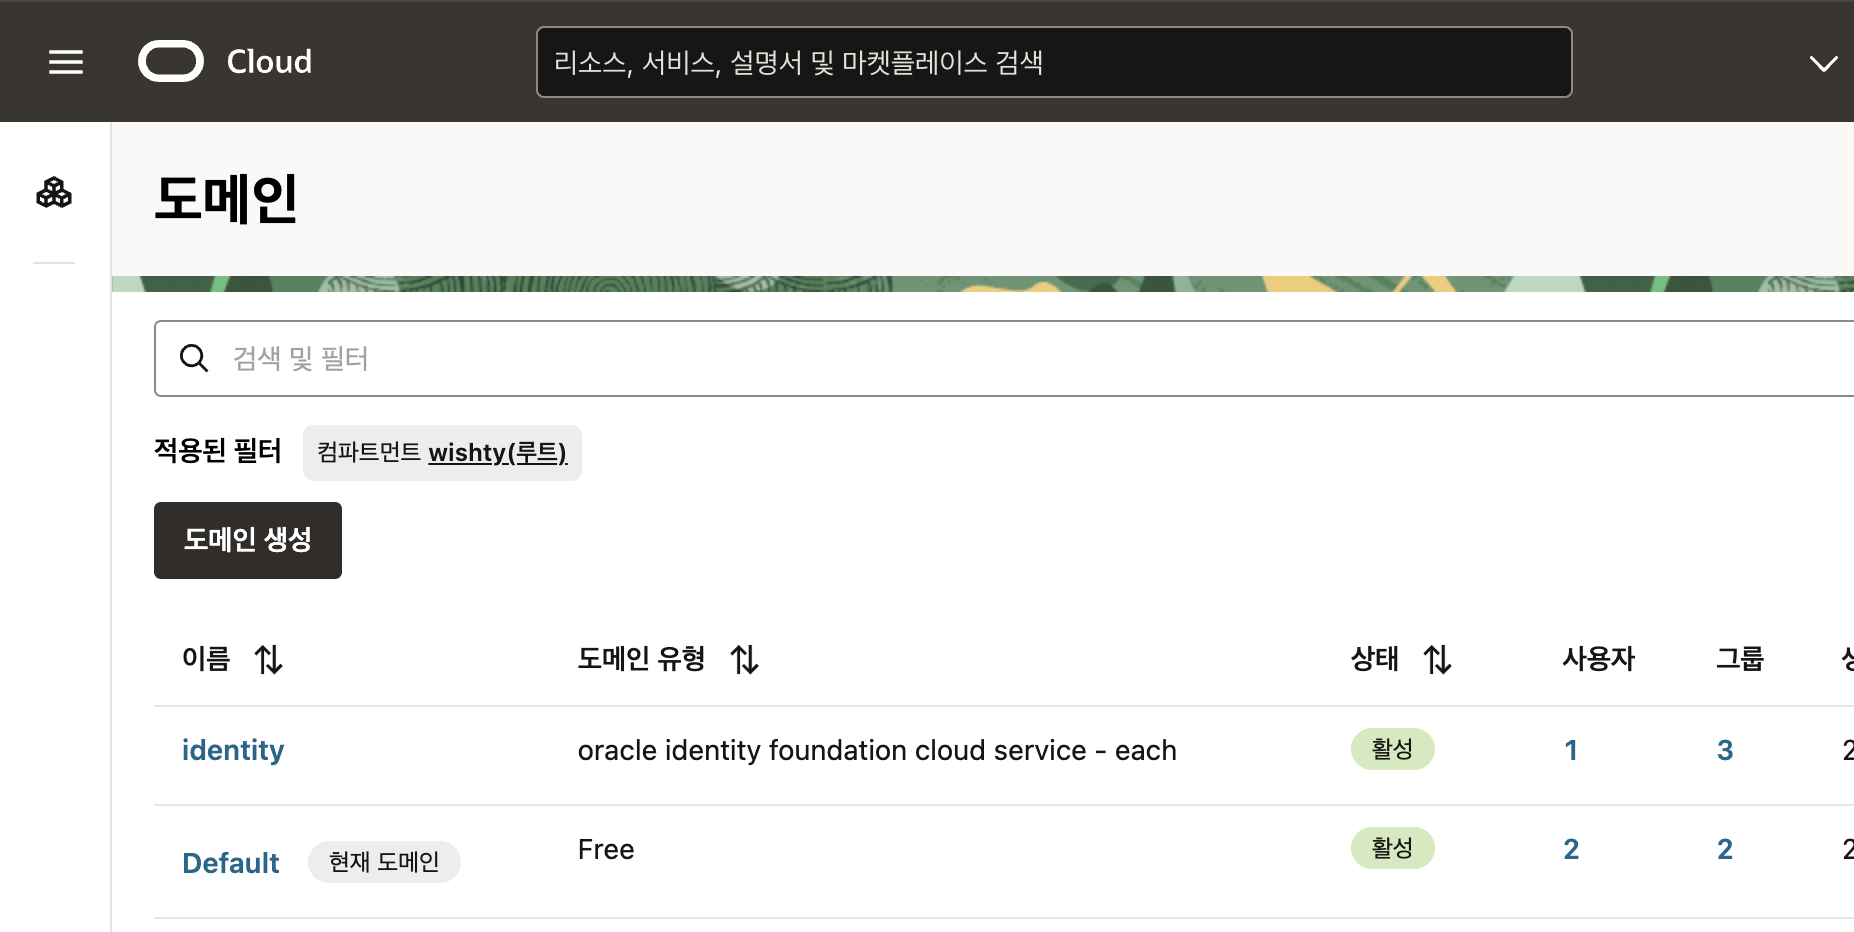 Cloud
리소스, 서비스, 설명서 및 마켓플레이스 검색
도메인
검색 및 필터
적용된 필터 컴파트먼트 wishty(루트)
도메인 생성
이름 도메인 유형 상태 사용자 그룹
identity oracle identity foundation cloud service - each 활성 1 3
Default 현재 도메인 Free 활성 2 2